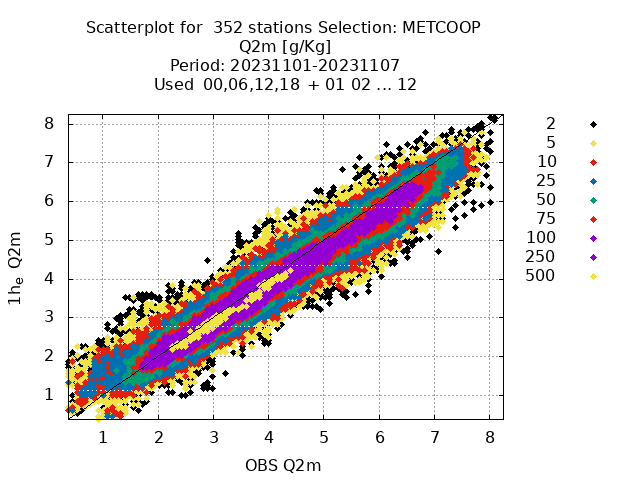 Scatterplot for  352 stations Selection: METCOOP
Q2m [g/Kg]
Period: 20231101-20231107
Used  00,06,12,18 + 01 02 ... 12
8
7
6
5
4
3
2
1
1 2 3 4 5 6 7 8
1he Q2m
OBS Q2m
2
5
10
25
50
75
100
250
500